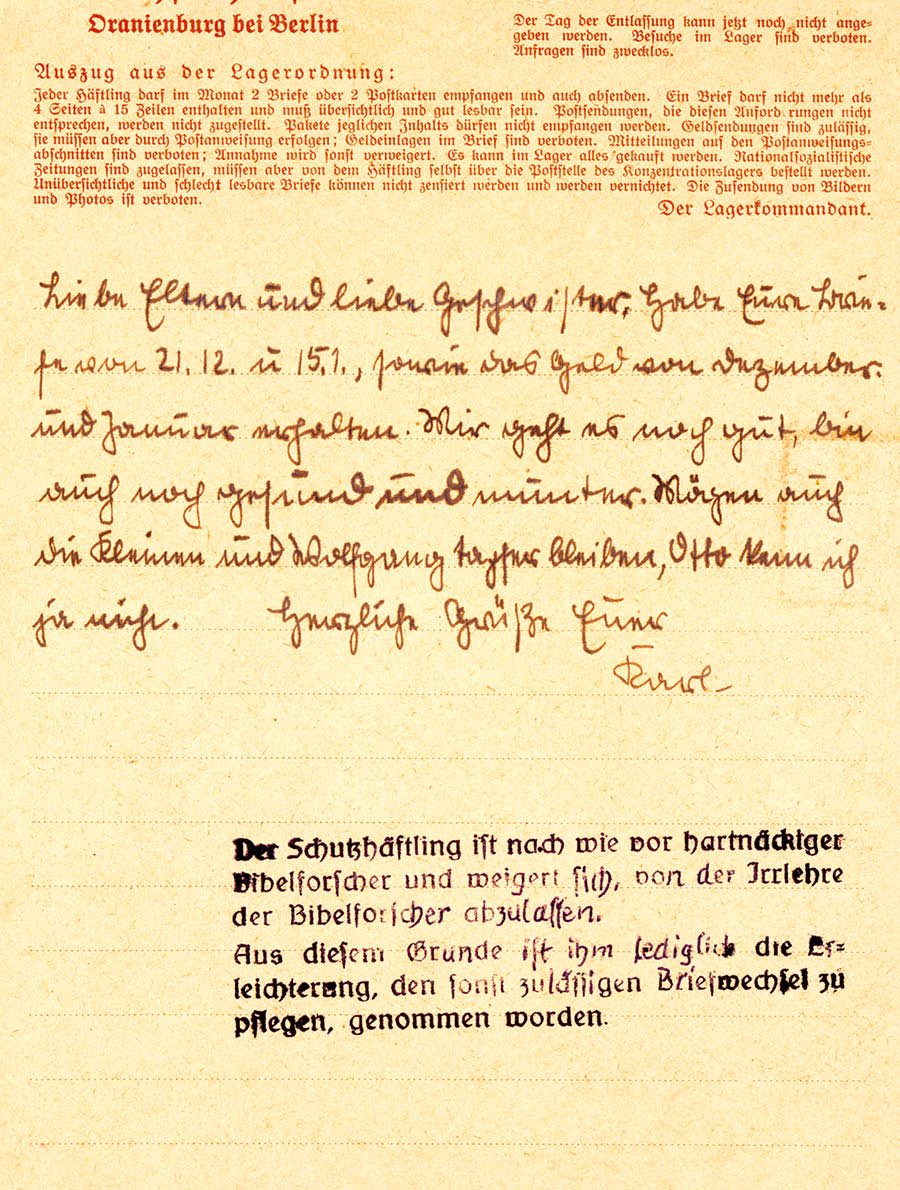 Oranienburg bei Berlin
Der Tag der Entlassung kann jetzt noch nicht ange=
geben werden. Besuche im Lager sind verboten.
Anfragen sind zwecklos.
Auszug aus der Lagerordnung:
Jeder Häftling darf im Monat 2 Briefe oder 2 Postkarten empfangen und auch absenden. Ein Brief darf nicht mehr als
4 Seiten à 15 Zeilen enthalten und muß übersichtlich und gut lesbar sein. Postsendungen, die diesen Anford.rungen nicht
entsprechen, werden nicht zugestellt. Pakete jeglichen Inhalts dürfen nicht empfangen werden. Geldsendungen sind zulässig,
sie müssen aber durch Postanweisung erfolgen; Geldeinlagen im Brief sind verboten. Mitteilungen auf den Postanweisungs=
abschnitten sind verboten; Annahme wird sonst verweigert. Es kann im Lager alles gekauft werden. Nationalsozialistische
Zeitungen sind zugelassen, müssen aber von dem Häftling selbst über die Poststelle des Konzentrationslagers bestellt werden.
Unübersichtliche und schlecht lesbare Briefe können nicht zensiert werden und werden vernichtet. Die Zusendung von Bildern
und Photos ist verboten.
Der Lagerkommandant.
Liebe Eltern und liebe Geschwister, Habe Eure Brie-
fe von 21. 12. u 15.1., sowie das Geld von Dezember
und Januar erhalten. Mir geht es noch gut, bin
auch noch gesund und munter. Mögen auch
die Kleinen und Wolfgang tapfer bleiben, Otto kenn ich
ja nicht. Herzliche Grüße Euer
Karl
Der Schutzhäftling ist nach wie vor hartnäckiger
Bibelforscher und weigert sich, von der Irrlehre
der Bibelforscher abzulassen.
Aus diesem Grunde ist ihm lediglich die Er=
leichterung, den sonst zulässigen Briefwechsel zu
pflegen, genommen worden.